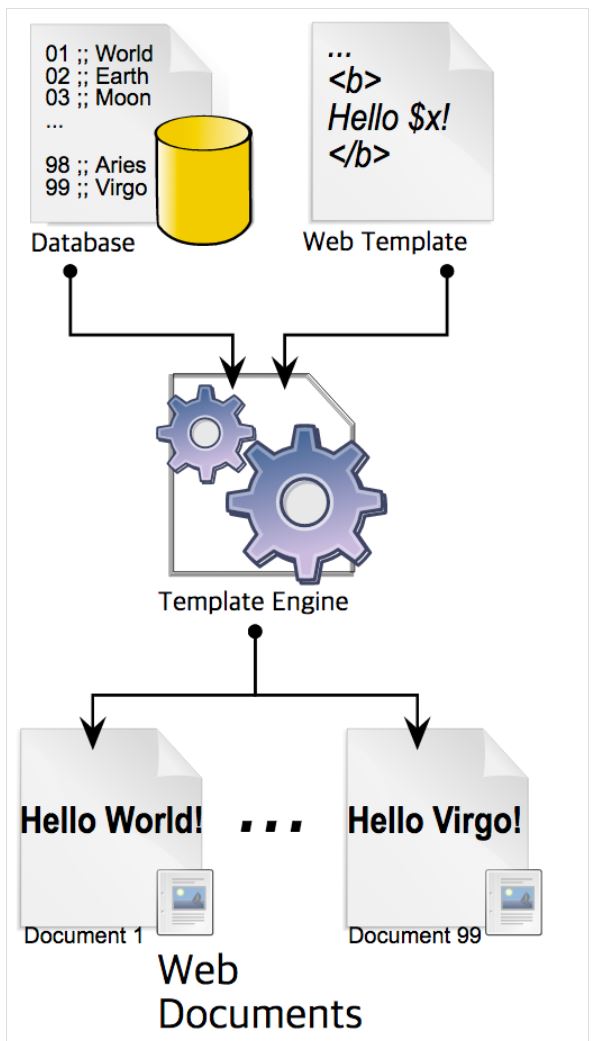 01 ;; World
02 ;; Earth
03 ;; Moon
...
98 ;; Aries
99 ;; Virgo
Database
...
<b>
Hello $x!
</b>
Web Template
Template Engine
Hello World!
...
Hello Virgo!
Document 1
Document 99
Web
Documents